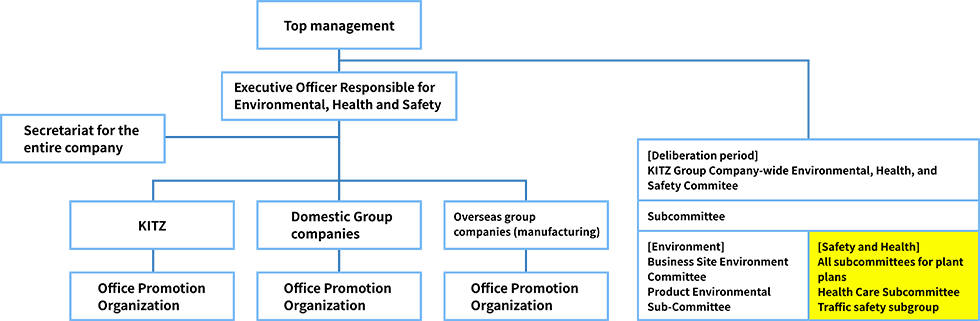 Top management
Executive Officer Responsible for
Environmental, Health and Safety
Secretariat for the
entire company
KITZ
Domestic Group
companies
Overseas group
companies (manufacturing)
Office Promotion
Organization
Office Promotion
Organization
Office Promotion
Organization
[Deliberation period]
KITZ Group Company-wide Environmental, Health, and
Safety Commitee
Subcommittee
[Environment]
Business Site Environment
Committee
Product Environmental
Sub-Committee
[Safety and Health]
All subcommittees for plant
plans
Health Care Subcommittee
Traffic safety subgroup